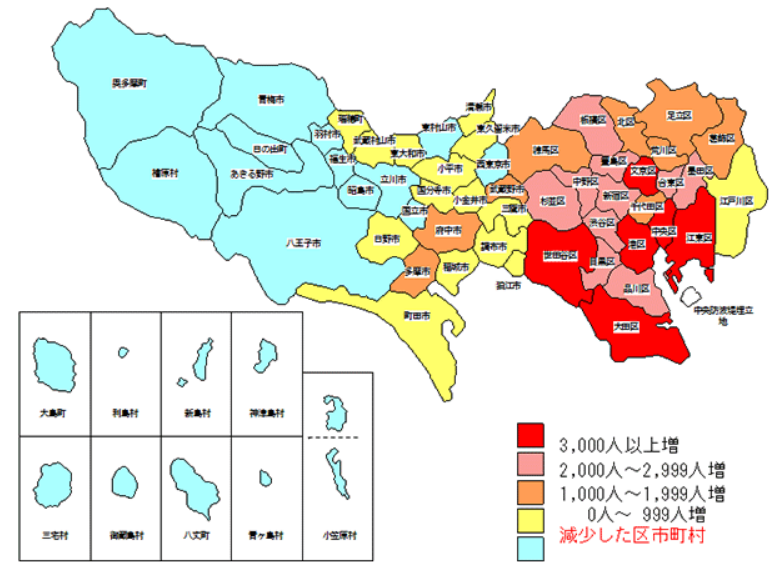 奥多摩町
青梅市
瑞穂町
清瀬市
東村山市
東久留米市
羽村市
武蔵村山市
東大和市
日の出町
福生市
檜原村
あきる野市
昭島市
立川市
小平市
西東京市
国分寺市
小金井市
武蔵野市
三鷹市
国立市
八王子市
日野市
府中市
調布市
多摩市
稲城市
狛江市
町田市
板橋区
北区
足立区
葛飾区
荒川区
練馬区
豊島区
文京区
台東区
墨田区
中野区
杉並区
新宿区
千代田区
江戸川区
渋谷区
港区
中央区
江東区
世田谷区
目黒区
品川区
大田区
中央防波堤埋立
地
大島町
利島村
新島村
神津島村
三宅村
御蔵島村
八丈町
青ヶ島村
小笠原村
3,000人以上増
2,000人～2,999人増
1,000人～1,999人増
0人～ 999人増
減少した区市町村